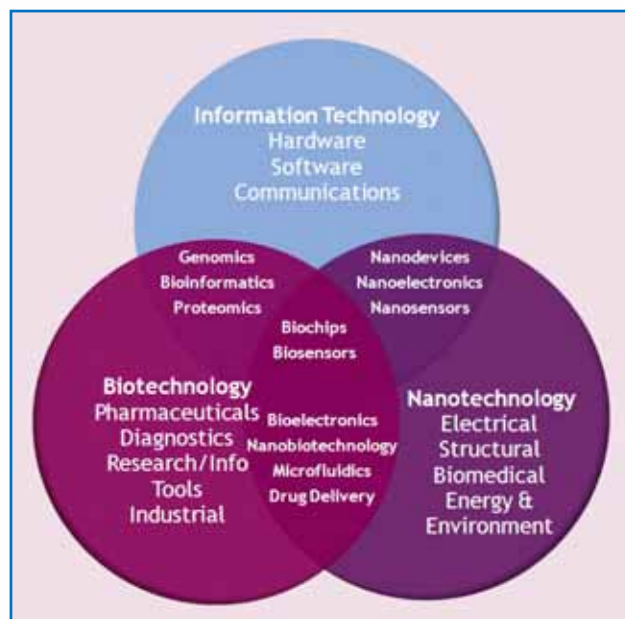 Information Technology
Hardware
Software
Communications
Genomics
Bioinformatics
Proteomics
Nanodevices
Nanoelectronics
Nanosensors
Biochips
Biosensors
Biotechnology
Pharmaceuticals
Diagnostics
Research/Info
Tools
Industrial
Bioelectronics
Nanobiotechnology
Microfluidics
Drug Delivery
Nanotechnology
Electrical
Structural
Biomedical
Energy &
Environment